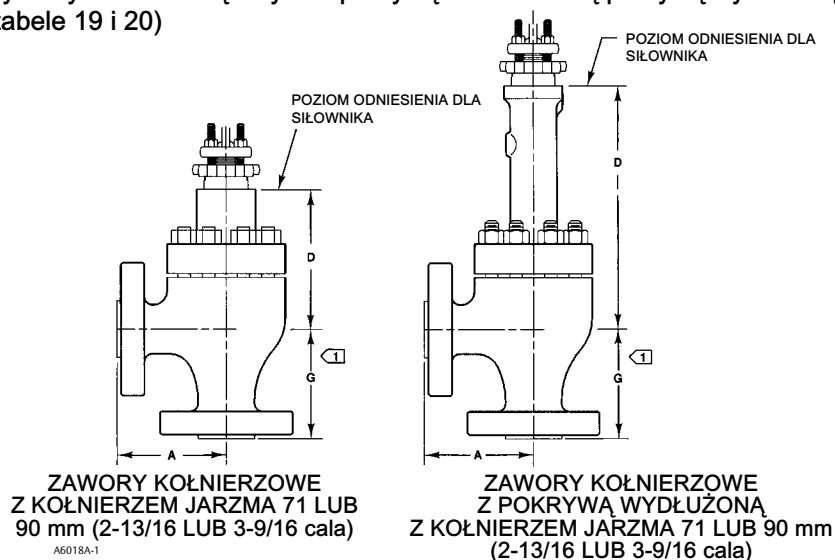 tabele 19 i 20)
POZIOM ODNIESIENIA DLA
SIŁOWNIKA
D
G
1
A
ZAWORY KOŁNIERZOWE
Z KOŁNIERZEM JARZMA 71 LUB
90 mm (2-13/16 LUB 3-9/16 cala)
A6018A-1
POZIOM ODNIESIENIA DLA
SIŁOWNIKA
D
G
1
A
ZAWORY KOŁNIERZOWE
Z POKRYWĄ WYDŁUŻONĄ
Z KOŁNIERZEM JARZMA 71 LUB 90 mm
(2-13/16 LUB 3-9/16 cala)